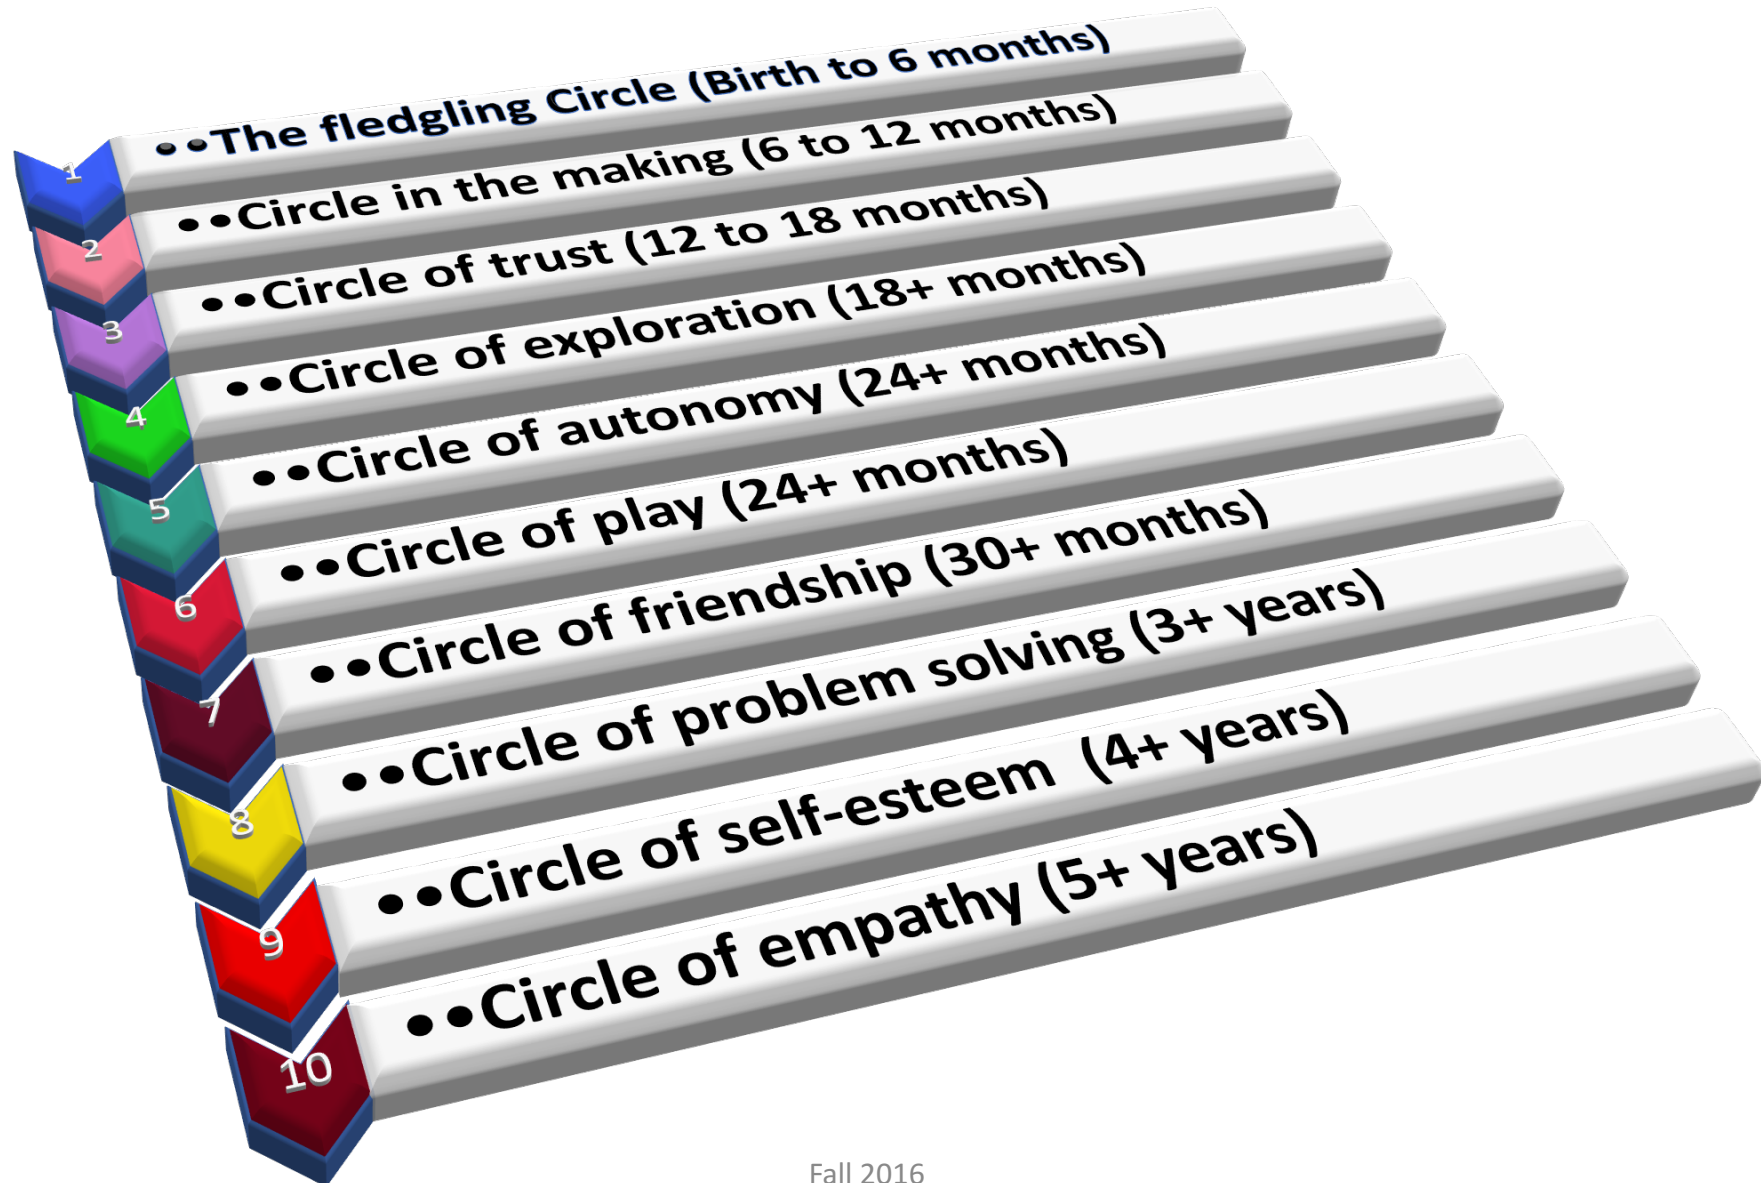 1
••The fledgling Circle (Birth to 6 months)
2
••Circle in the making (6 to 12 months)
3
••Circle of trust (12 to 18 months)
4
••Circle of exploration (18+ months)
5
••Circle of autonomy (24+ months)
6
••Circle of play (24+ months)
7
••Circle of friendship (30+ months)
8
••Circle of problem solving (3+ years)
9
••Circle of self-esteem  (4+ years)
10
••Circle of empathy (5+ years)
Fall 2016